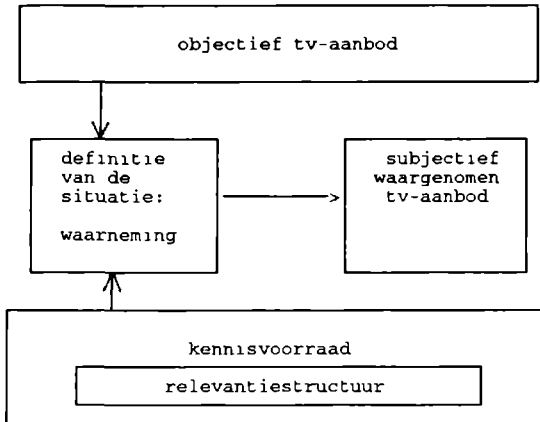 objectief tv-aanbod
definitie
van de
situatie:
waarneming
subjectief
waargenomen
tv-aanbod
kennisvoorraad
relevantiestructuur